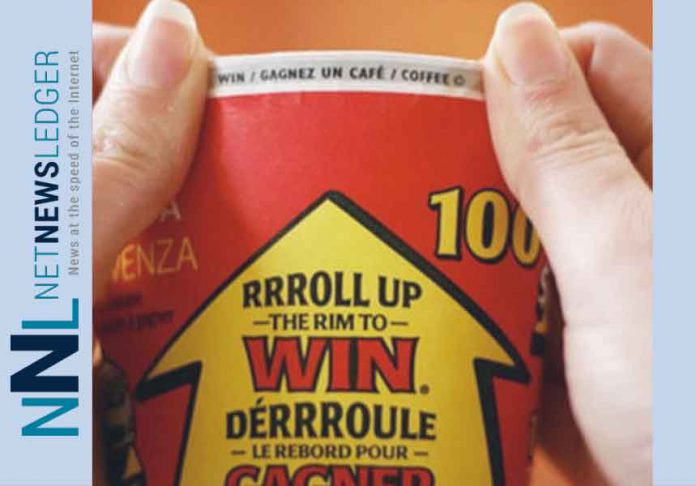 NNL NETNEWSLEDGER
News at the speed of the Internet
WIN / GAGNEZ UN CAFÉ / COFFEE
100
RRROLL UP
—THE RIM TO—
WIN®
DÉRRROULE
— LE REBORD POUR —
GAGNER